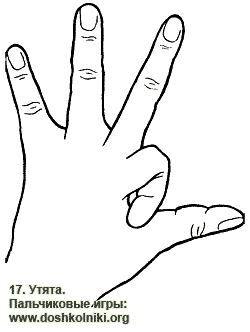 17. Утята.
Пальчиковые игры:
www.doshkolniki.org